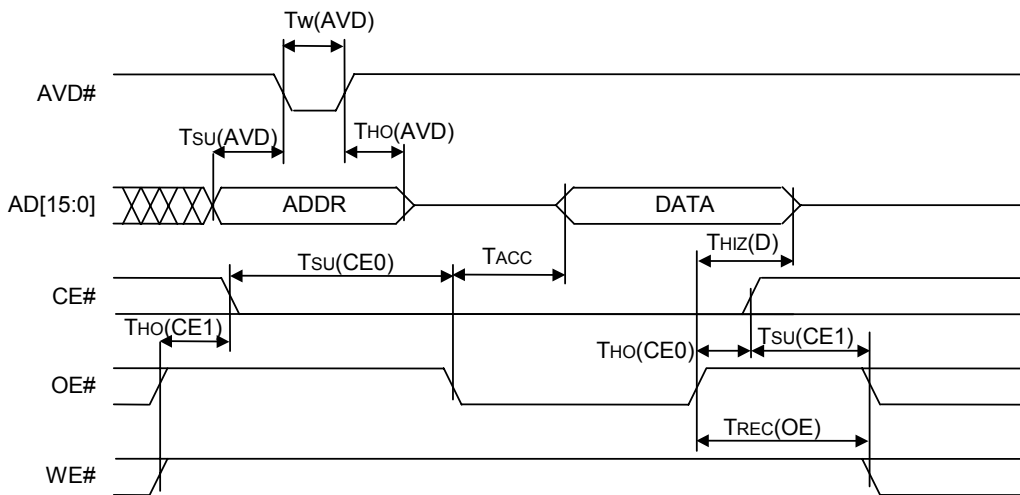 Tw(AVD)
AVD#
TSU(AVD)
THO(AVD)
AD[15:0]
ADDR
DATA
TSU(CE0)
TACC
THIZ(D)
CE#
THO(CE1)
THO(CE0)
TSU(CE1)
OE#
TREC(OE)
WE#